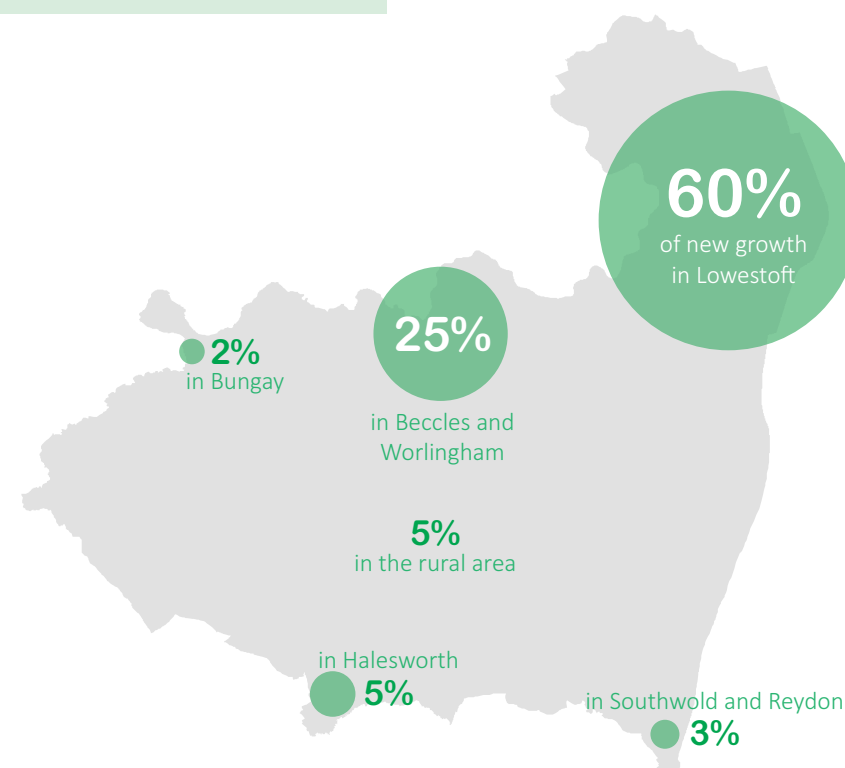 60%
of new growth
in Lowestoft
25%
in Beccles and
Worlingham
2%
in Bungay
5%
in the rural area
in Halesworth
5%
in Southwold and Reydon
3%